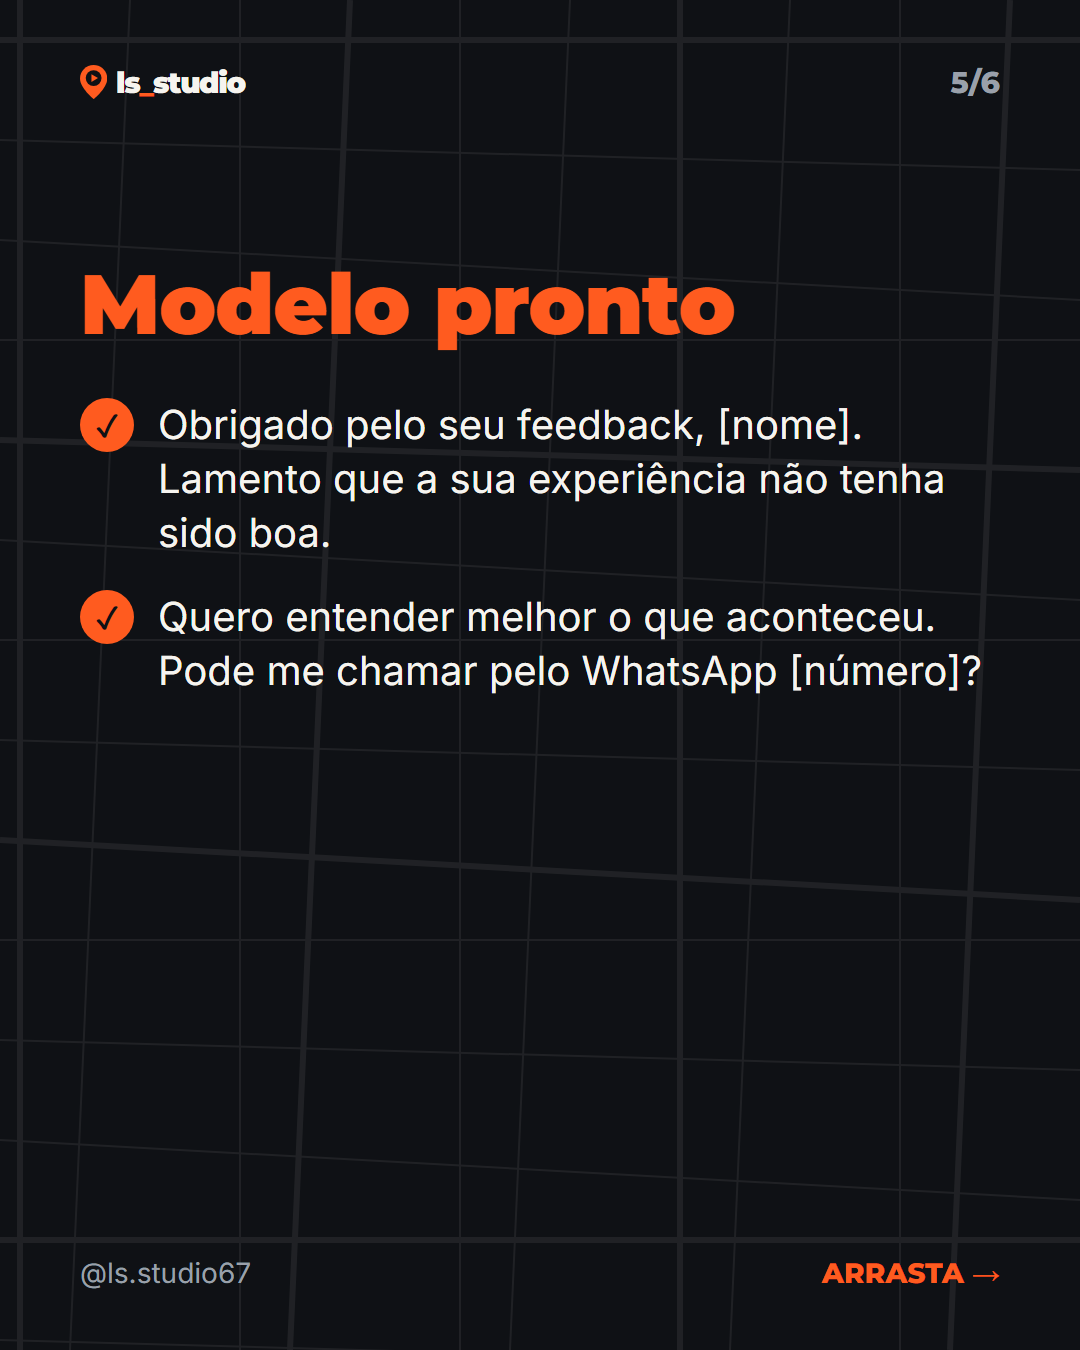 ls_studio
5/6
Modelo pronto
✓ Obrigado pelo seu feedback, [nome].
Lamento que a sua experiência não tenha
sido boa.
✓ Quero entender melhor o que aconteceu.
Pode me chamar pelo WhatsApp [número]?
@ls.studio67
ARRASTA →